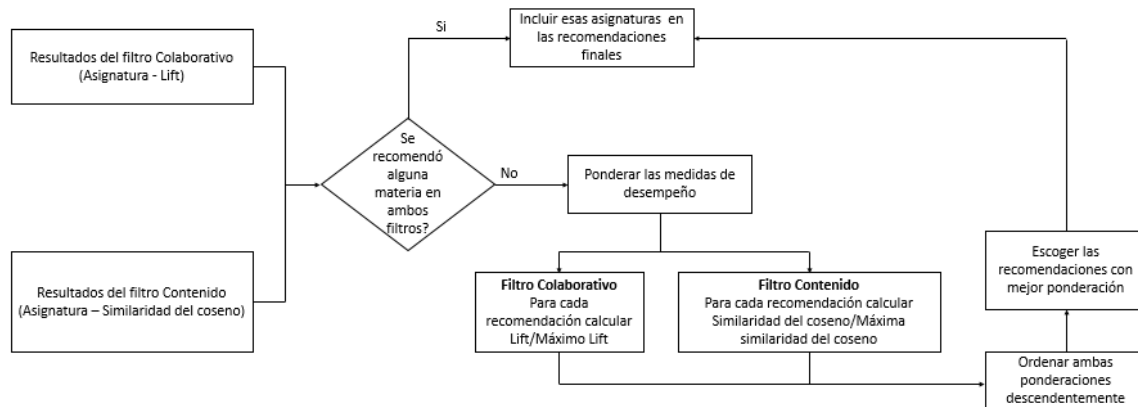 Resultados del filtro Colaborativo
(Asignatura - Lift)
Resultados del filtro Contenido
(Asignatura – Similaridad del coseno)
Se
recomendó
alguna
materia en
ambos
filtros?
Si
Incluir esas asignaturas en
las recomendaciones
finales
No
Ponderar las medidas de
desempeño
Filtro Colaborativo
Para cada
recomendación calcular
Lift/Máximo Lift
Filtro Contenido
Para cada recomendación calcular
Similaridad del coseno/Máxima
similaridad del coseno
Ordenar ambas
ponderaciones
descendentemente
Escoger las
recomendaciones con
mejor ponderación